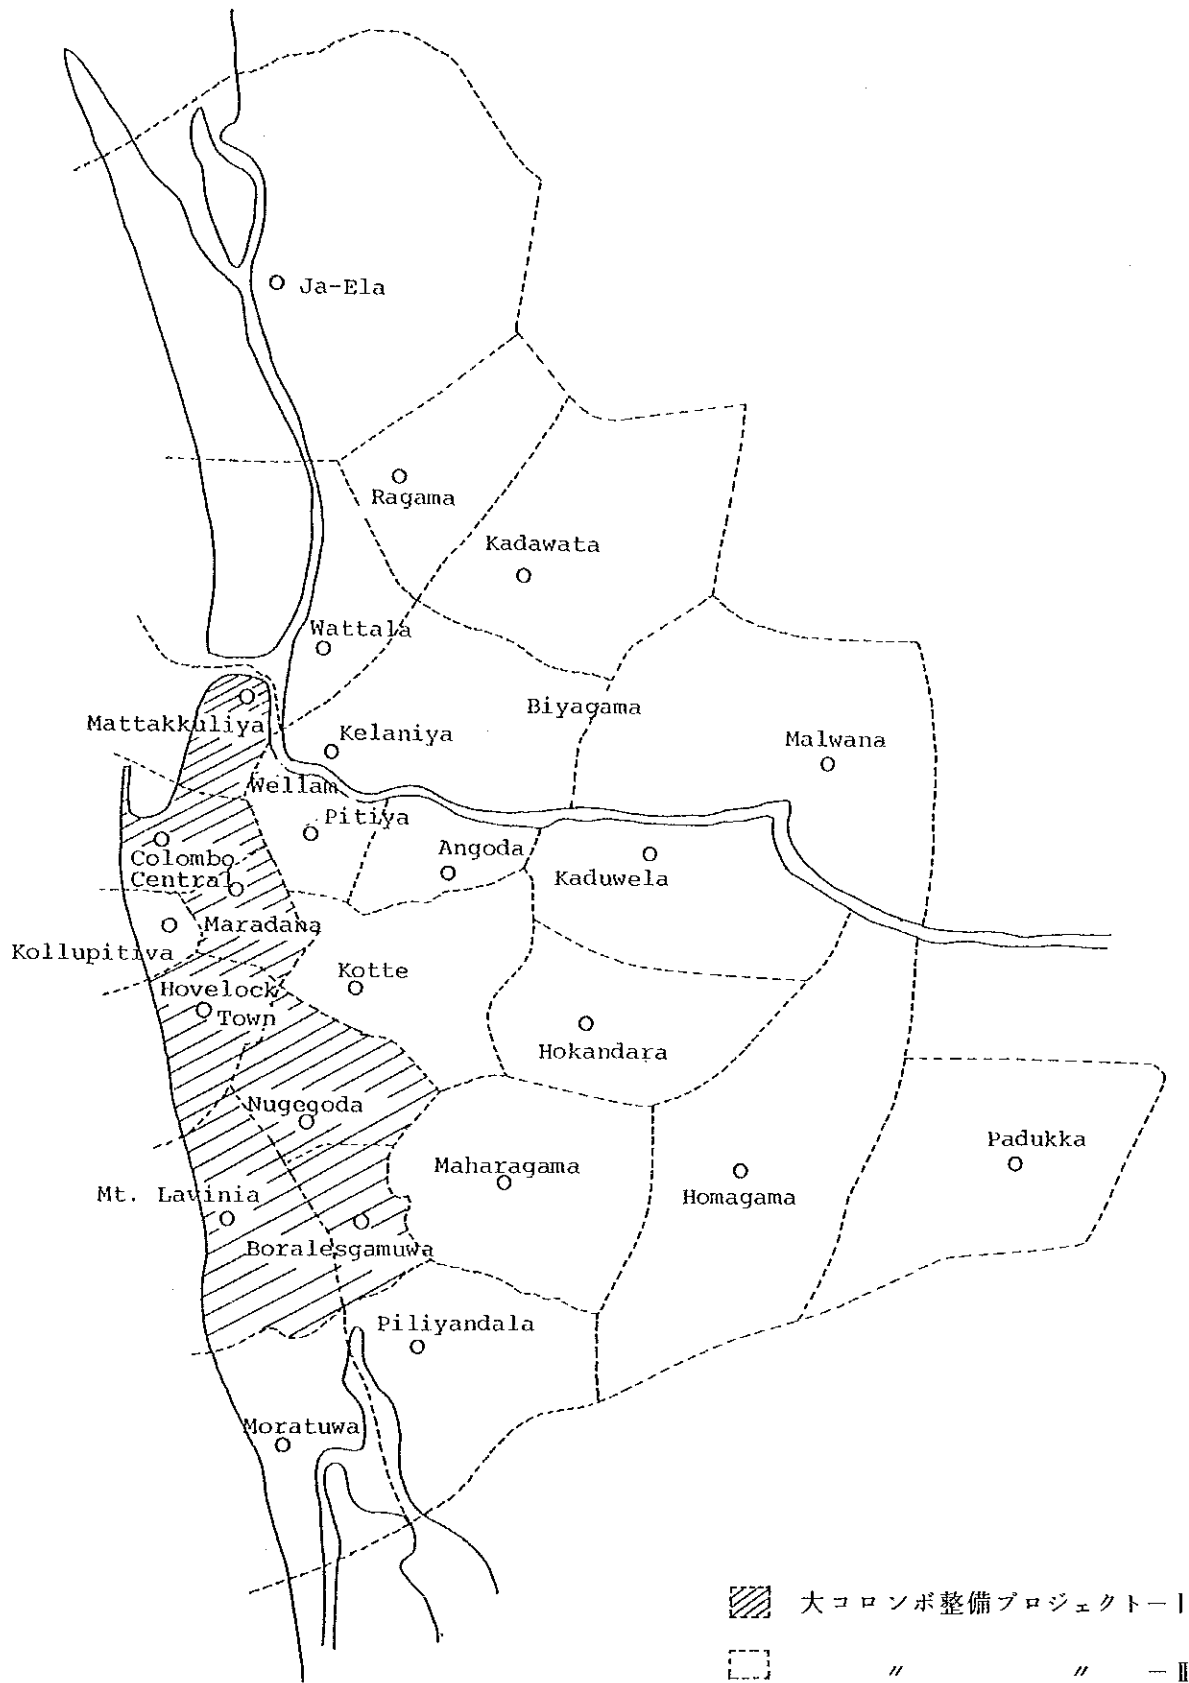 Ja-Ela
Ragama
Kadawata
Wattala
Biyagama
Mattakkuliya
Kelaniya
Malwana
Wellam
Pitiya
Angoda
Colombo
Central
Kaduwela
Maradana
Kollupitiya
Kotte
Hovelock
Town
Hokandara
Nugegoda
Padukka
Maharagama
Mt. Lavinia
Homagama
Boralesgamuwa
Piliyandala
Moratuwa
大コロンボ整備プロジェクト－Ⅰ
〃 〃 －Ⅱ